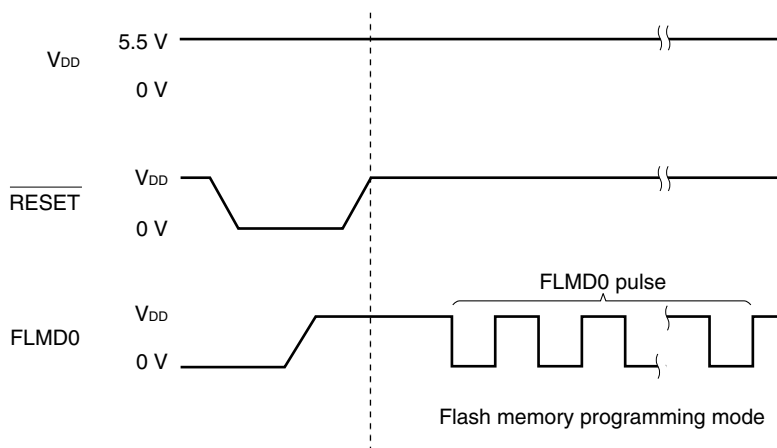 5.5 V
VDD
0 V
VDD
RESET
0 V
FLMD0 pulse
VDD
FLMD0
0 V
Flash memory programming mode